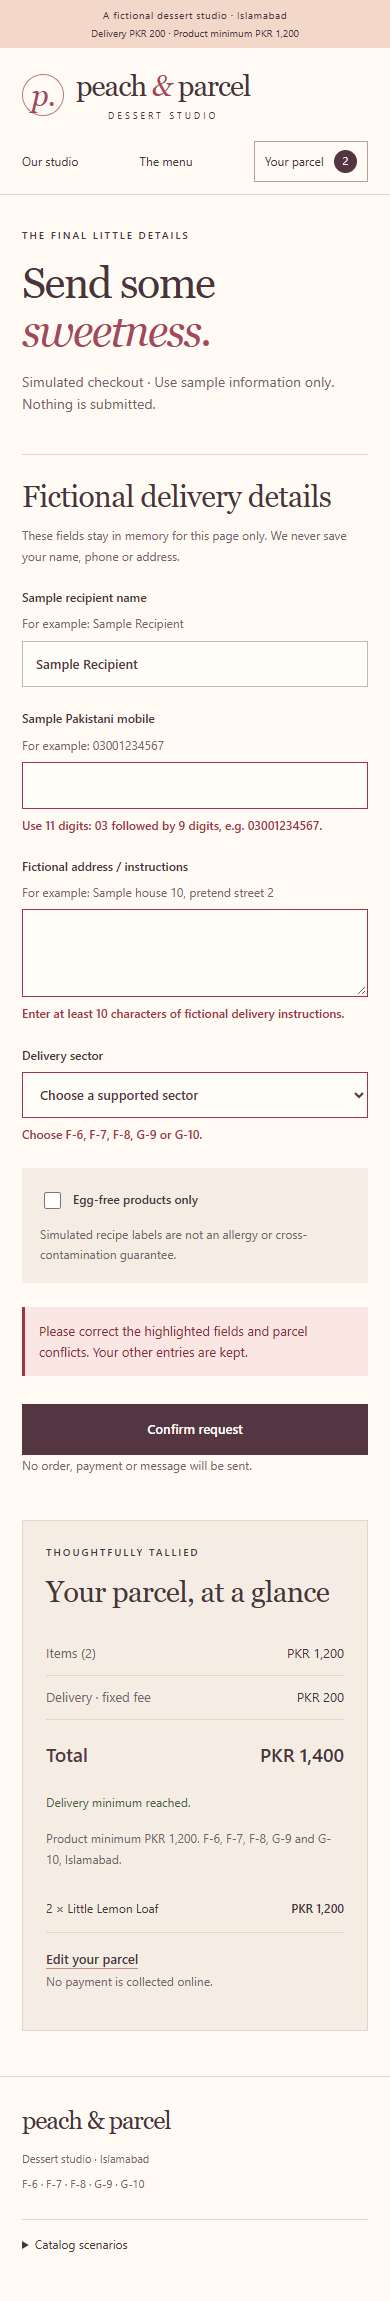 A fictional dessert studio · Islamabad
Delivery PKR 200 · Product minimum PKR 1,200
p.
peach & parcel
DESSERT STUDIO
Our studio
The menu
Your parcel 2
THE FINAL LITTLE DETAILS
Send some
sweetness.
Simulated checkout · Use sample information only.
Nothing is submitted.
Fictional delivery details
These fields stay in memory for this page only. We never save
your name, phone or address.
Sample recipient name
For example: Sample Recipient
Sample Recipient
Sample Pakistani mobile
For example: 03001234567
Use 11 digits: 03 followed by 9 digits, e.g. 03001234567.
Fictional address / instructions
For example: Sample house 10, pretend street 2
Enter at least 10 characters of fictional delivery instructions.
Delivery sector
Choose a supported sector
Choose F-6, F-7, F-8, G-9 or G-10.
Egg-free products only
Simulated recipe labels are not an allergy or cross-
contamination guarantee.
Please correct the highlighted fields and parcel
conflicts. Your other entries are kept.
Confirm request
No order, payment or message will be sent.
THOUGHTFULLY TALLIED
Your parcel, at a glance
Items (2) PKR 1,200
Delivery · fixed fee PKR 200
Total PKR 1,400
Delivery minimum reached.
Product minimum PKR 1,200. F-6, F-7, F-8, G-9 and G-
10, Islamabad.
2 × Little Lemon Loaf PKR 1,200
Edit your parcel
No payment is collected online.
peach & parcel
Dessert studio · Islamabad
F-6 · F-7 · F-8 · G-9 · G-10
Catalog scenarios